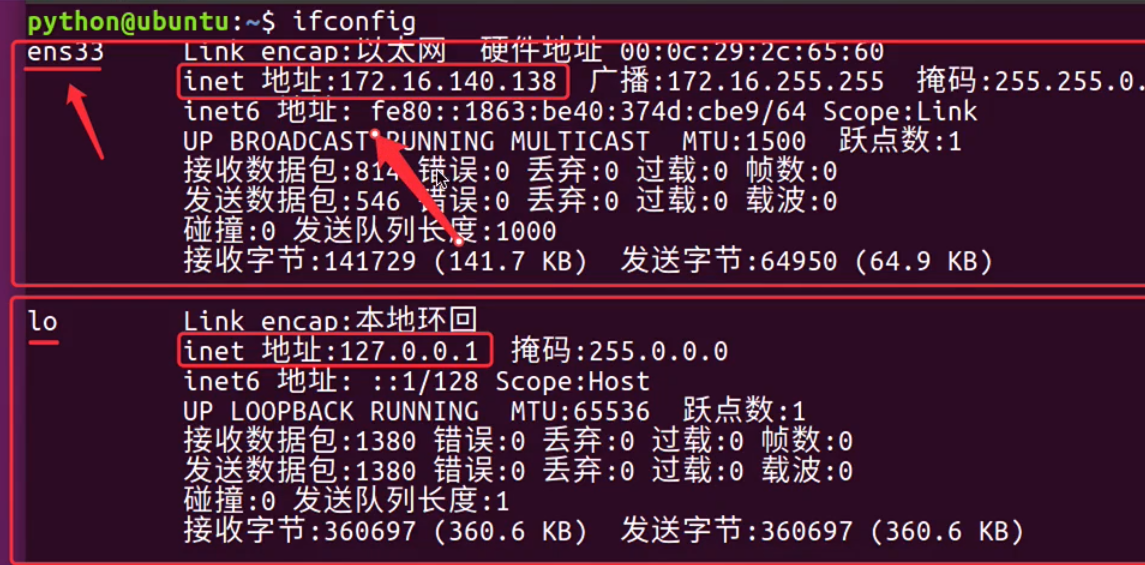 python@ubuntu:~$ ifconfig
ens33 Link encap:以太网 硬件地址 00:0c:29:2c:65:60
inet 地址:172.16.140.138 广播:172.16.255.255 掩码:255.255.0.
inet6 地址: fe80::1863:be40:374d:cbe9/64 Scope:Link
UP BROADCAST RUNNING MULTICAST MTU:1500 跃点数:1
接收数据包:814 错误:0 丢弃:0 过载:0 帧数:0
发送数据包:546 错误:0 丢弃:0 过载:0 载波:0
碰撞:0 发送队列长度:1000
接收字节:141729 (141.7 KB) 发送字节:64950 (64.9 KB)
lo Link encap:本地环回
inet 地址:127.0.0.1 掩码:255.0.0.0
inet6 地址: ::1/128 Scope:Host
UP LOOPBACK RUNNING MTU:65536 跃点数:1
接收数据包:1380 错误:0 丢弃:0 过载:0 帧数:0
发送数据包:1380 错误:0 丢弃:0 过载:0 载波:0
碰撞:0 发送队列长度:1
接收字节:360697 (360.6 KB) 发送字节:360697 (360.6 KB)